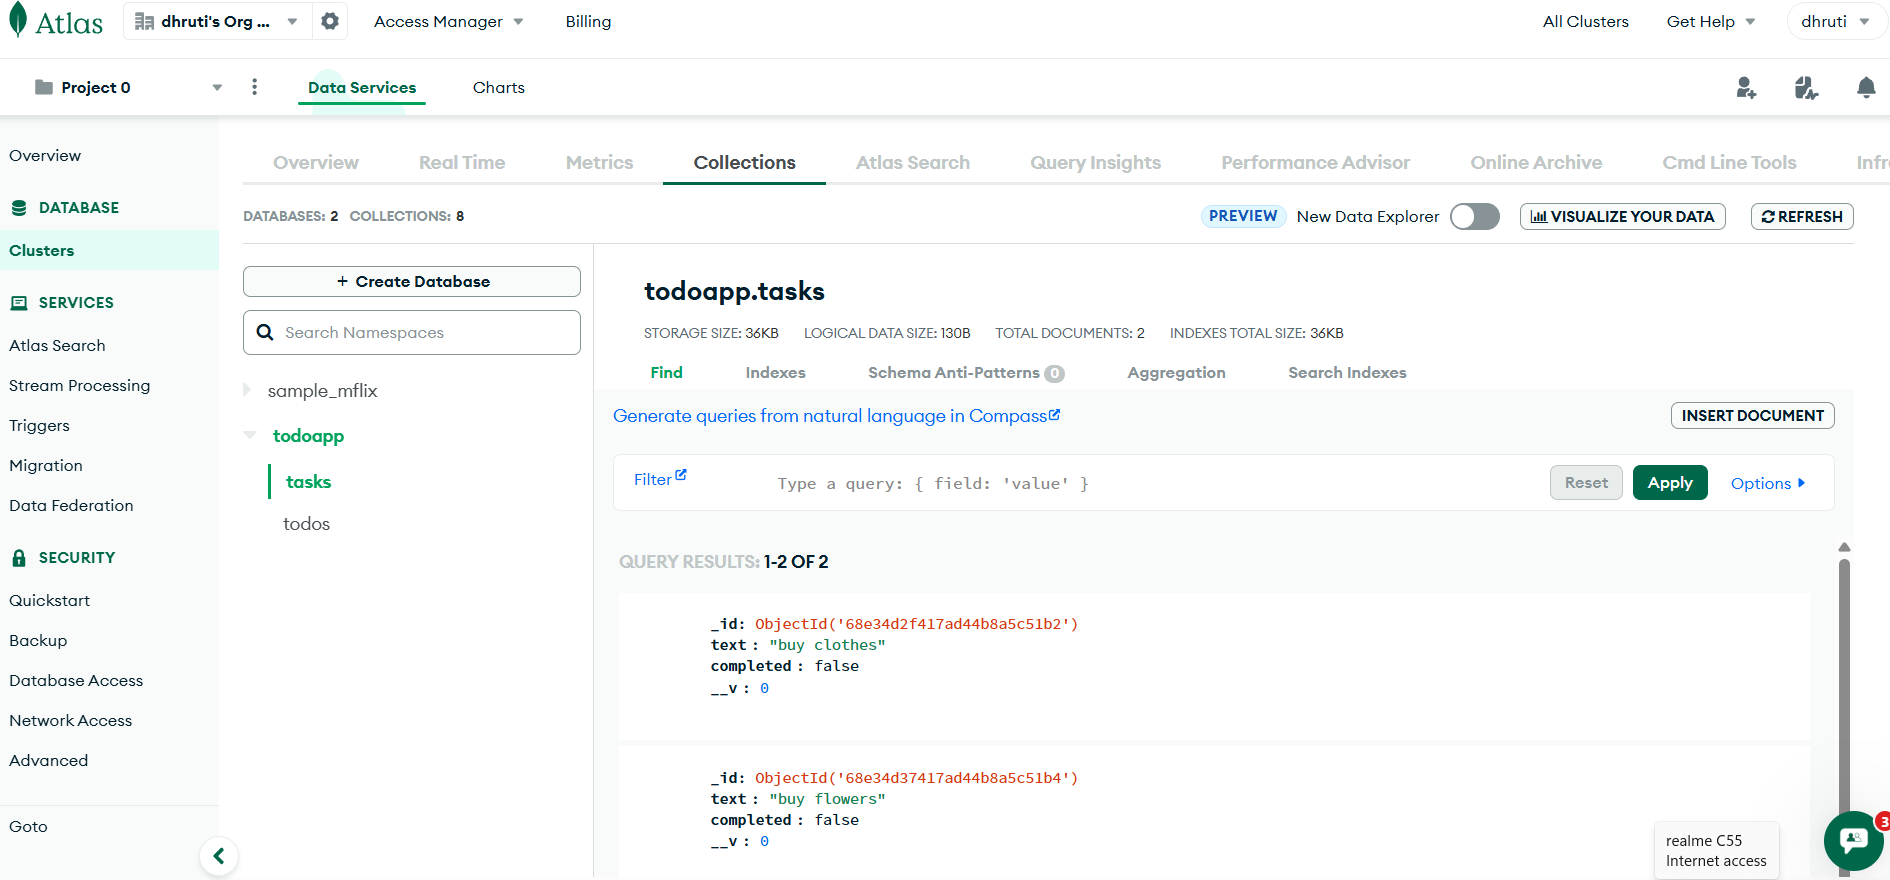 Atlas
dhruti's Org ...
Access Manager
Billing
All Clusters
Get Help
dhruti
Project 0
Data Services
Charts
Overview
DATABASE
Clusters
SERVICES
Atlas Search
Stream Processing
Triggers
Migration
Data Federation
SECURITY
Quickstart
Backup
Database Access
Network Access
Advanced
Goto
Overview
Real Time
Metrics
Collections
Atlas Search
Query Insights
Performance Advisor
Online Archive
Cmd Line Tools
Infr
DATABASES: 2 COLLECTIONS: 8
PREVIEW New Data Explorer
VISUALIZE YOUR DATA
REFRESH
+ Create Database
Search Namespaces
sample_mflix
todoapp
tasks
todos
todoapp.tasks
STORAGE SIZE: 36KB LOGICAL DATA SIZE: 130B TOTAL DOCUMENTS: 2 INDEXES TOTAL SIZE: 36KB
Find
Indexes
Schema Anti-Patterns 0
Aggregation
Search Indexes
Generate queries from natural language in Compass
INSERT DOCUMENT
Filter
Type a query: { field: 'value' }
Reset
Apply
Options
QUERY RESULTS: 1-2 OF 2
_id: ObjectId('68e34d2f417ad44b8a5c51b2')
text : "buy clothes"
completed : false
__v : 0
_id: ObjectId('68e34d37417ad44b8a5c51b4')
text : "buy flowers"
completed : false
__v : 0
realme C55
Internet access
3